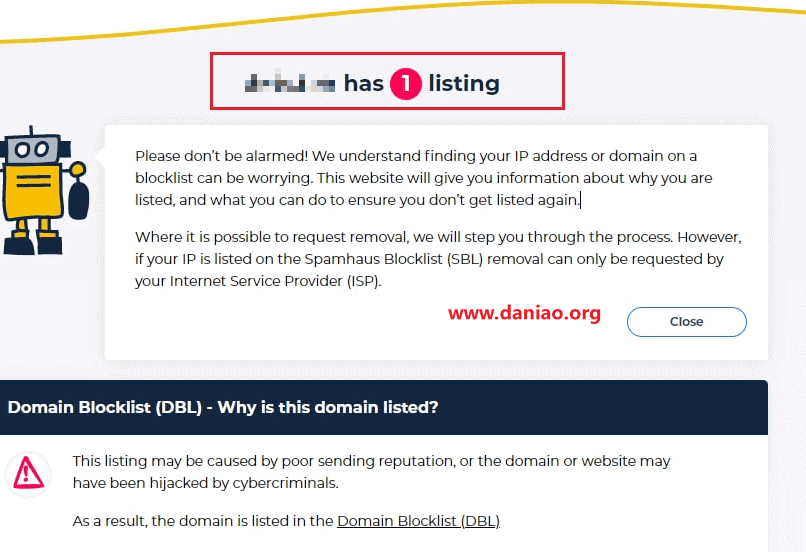 has 1 listing
Please don’t be alarmed! We understand finding your IP address or domain on a
blocklist can be worrying. This website will give you information about why you are
listed, and what you can do to ensure you don’t get listed again.
Where it is possible to request removal, we will step you through the process. However,
if your IP is listed on the Spamhaus Blocklist (SBL) removal can only be requested by
your Internet Service Provider (ISP).
www.daniao.org
Close
Domain Blocklist (DBL) - Why is this domain listed?
This listing may be caused by poor sending reputation, or the domain or website may
have been hijacked by cybercriminals.
As a result, the domain is listed in the Domain Blocklist (DBL)